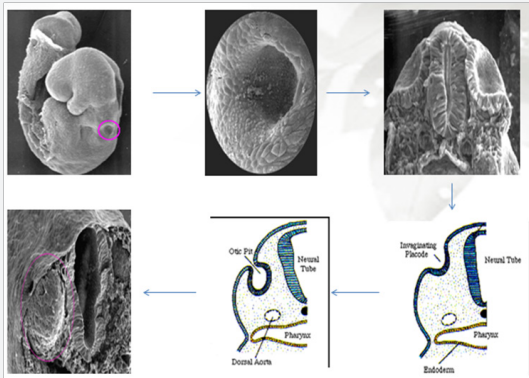 Otic Pit
Neural
Tube
Pharynx
Dorsal Aorta
Invaginating
Placode
Neural Tube
Pharynx
Endoderm